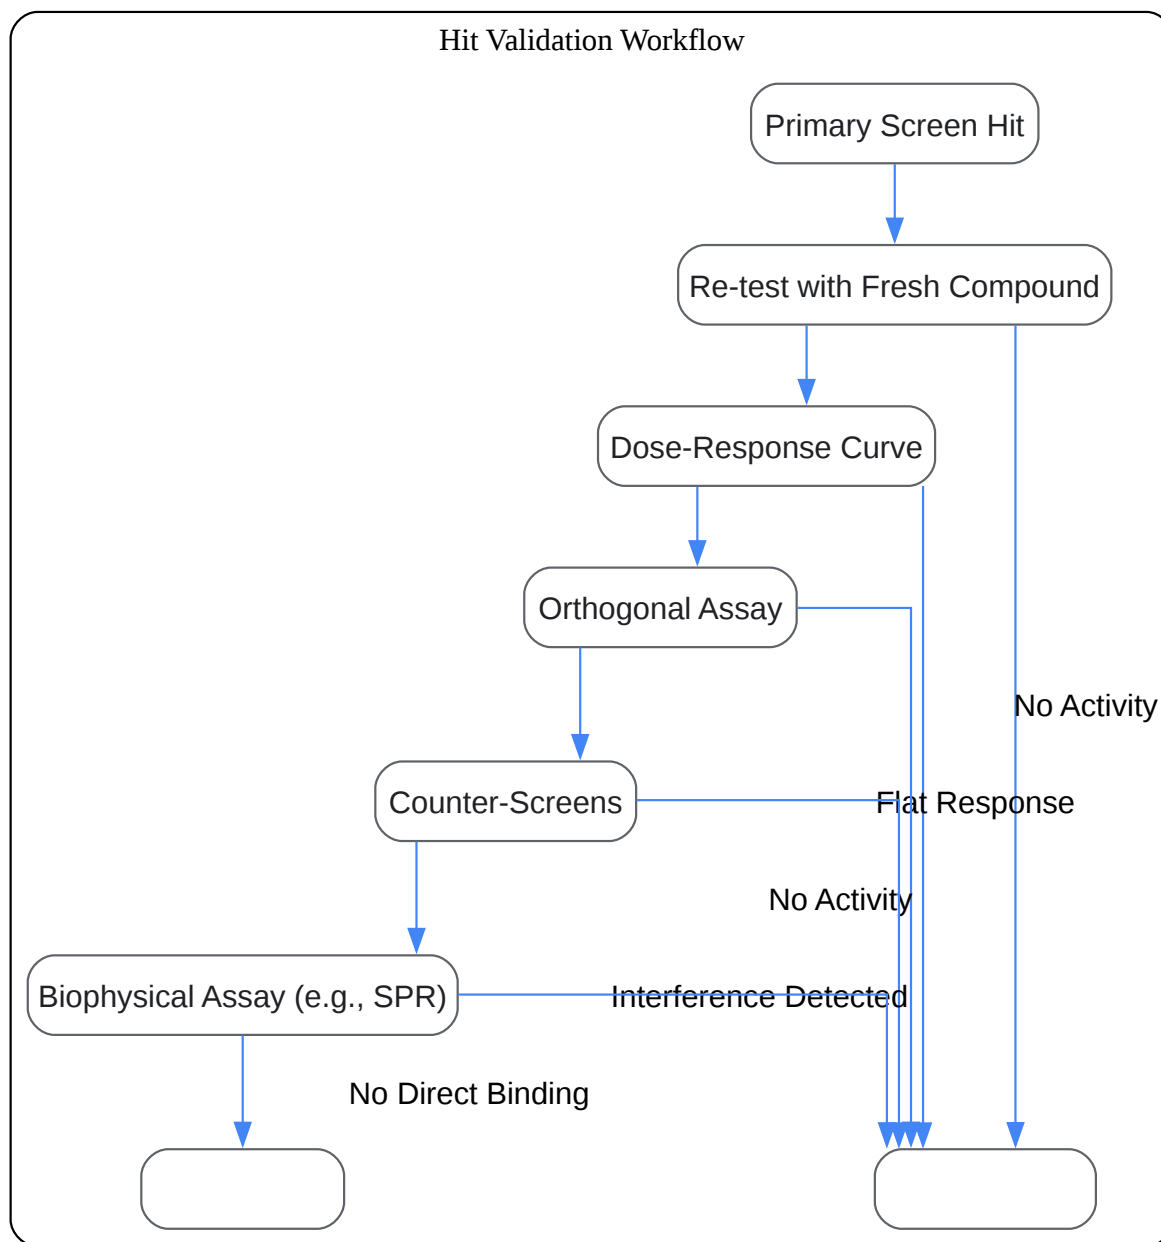 Hit Validation Workflow
Primary Screen Hit
Re-test with Fresh Compound
Dose-Response Curve
Orthogonal Assay
No Activity
Counter-Screens
Flat Response
No Activity
Biophysical Assay (e.g., SPR)
Interference Detected
No Direct Binding